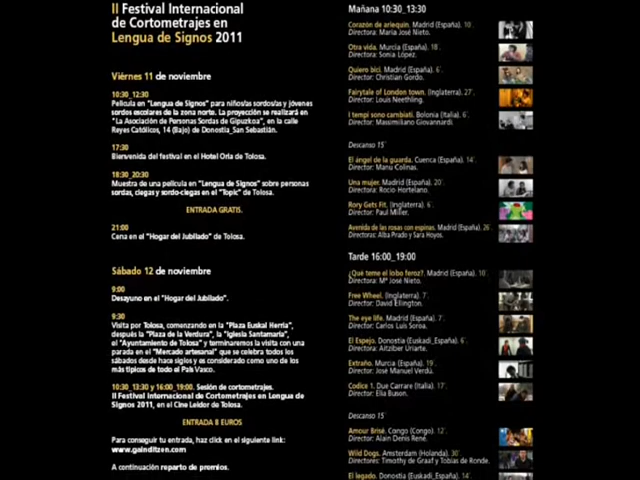 II Festival Internacional
de Cortometrajes en
Lengua de Signos 2011
Viérnes 11 de noviembre
10:30_12:30
Película en "Lengua de Signos" para niños/as sordos/as y jóvenes
sordos escolares de la zona norte. La proyección se realizará en
"La Asociación de Personas Sordas de Gipuzkoa", en la calle
Reyes Católicos, 14 (Bajo) de Donostia_San Sebastián.
17:30
Bienvenida del festival en el Hotel Oria de Tolosa.
18:30_20:30
Muestra de una película en "Lengua de Signos" sobre personas
sordas, ciegas y sordo-ciegas en el "Topic" de Tolosa.
ENTRADA GRATIS.
21:00
Cena en el "Hogar del Jubilado" de Tolosa.
Sábado 12 de noviembre
9:00
Desayuno en el "Hogar del Jubilado".
9:30
Visita por Tolosa, comenzando en la "Plaza Euskal Herria",
después la "Plaza de la Verdura", la "Iglesia Santamaría",
el "Ayuntamiento de Tolosa" y terminaremos la visita con una
parada en el "Mercado artesanal" que se celebra todos los
sábados desde hace siglos y es considerado como uno de los
más típicos de todo el País Vasco.
10:30_13:30 y 16:00_19:00. Sesión de cortometrajes.
II Festival Internacional de Cortometrajes en Lengua de
Signos 2011, en el Cine Leidor de Tolosa.
ENTRADA 8 EUROS
Para conseguir tu entrada, haz click en el siguiente link:
www.gainditzen.com
A continuación reparto de premios.
Mañana 10:30_13:30
Corazón de arlequín. Madrid (España). 10´.
Directora: María José Nieto.
Otra vida. Murcia (España). 18´.
Directora: Sonia López.
Quiero bici. Madrid (España). 6´.
Director: Christian Gordo.
Fairytale of London town. (Inglaterra). 27´.
Director: Louis Neethling.
I tempi sono cambiati. Bolonia (Italia). 6´.
Director: Massimiliano Giovannardi.
Descanso 15´
El ángel de la guarda. Cuenca (España). 14´.
Director: Manu Colinas.
Una mujer. Madrid (España). 20´.
Director: Rocío Hortelano.
Rory Gets Fit. (Inglaterra). 6´.
Director: Paul Miller.
Avenida de las rosas con espinas. Madrid (España). 26´.
Directoras: Alba Prado y Sara Hoyos.
Tarde 16:00_19:00
¿Qué teme el lobo feroz?. Madrid (España). 10´.
Director: Mª José Nieto.
Free Wheel. (Inglaterra). 7´.
Director: David Ellington.
The eye life. Madrid (España). 7´.
Director: Carlos Luis Soroa.
El Espejo. Donostia (Euskadi_España). 6´.
Director: Aitziber Uriarte.
Extraño. Murcia (España). 19´.
Director: José Manuel Verdú.
Codice 1. Due Carrare (Italia). 17´.
Director: Elia Buson.
Descanso 15´
Amour Brisé. Congo (Congo). 12´.
Director: Alain Denis René.
Wild Dogs. Amsterdam (Holanda). 30´.
Directores: Timothy de Graaf y Tobías de Ronde.
El legado. Donostia (Euskadi_España). 14´.